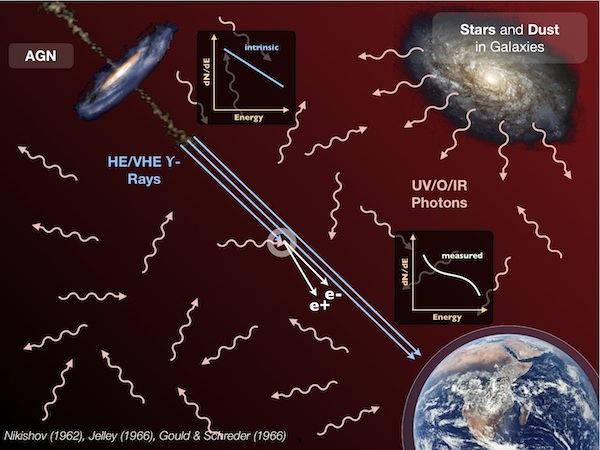 AGN
Stars and Dust
in Galaxies
intrinsic
dN/dE
Energy
HE/VHE ϒ-
Rays
UV/O/IR
Photons
measured
dN/dE
Energy
e-
e+
Nikishov (1962), Jelley (1966), Gould & Schreder (1966)